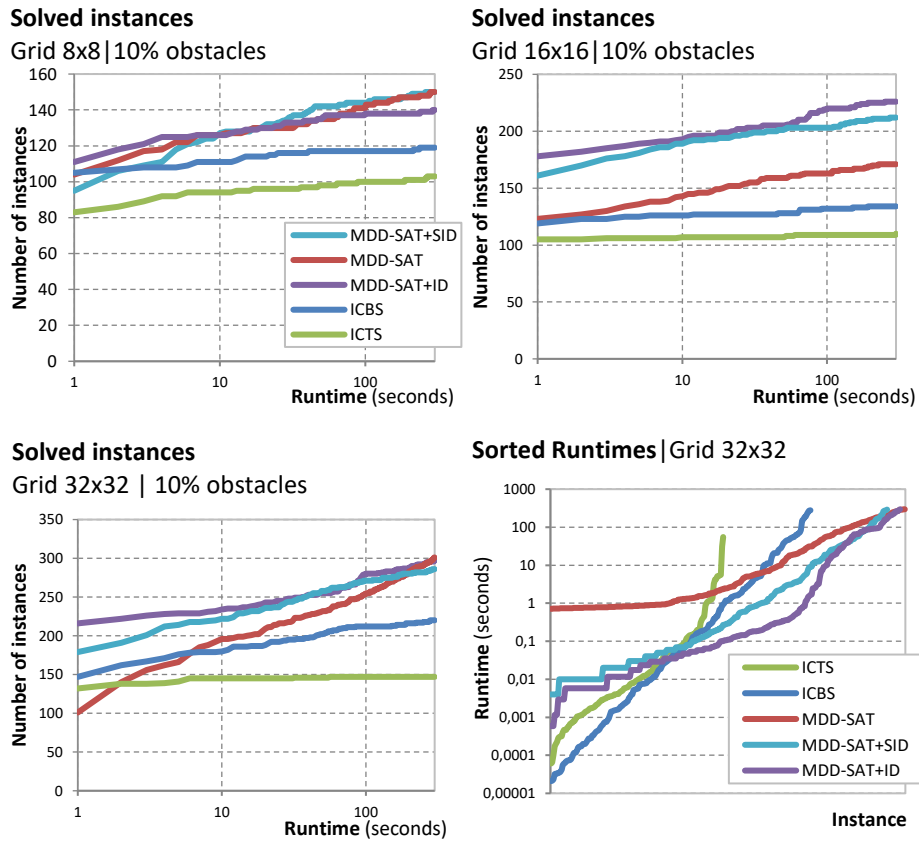 Solved instances
Grid 8x8|10% obstacles
Number of instances
160
140
120
100
80
60
40
20
0
1
10
100
Runtime (seconds)
MDD-SAT+SID
MDD-SAT
MDD-SAT+ID
ICBS
ICTS
Solved instances
Grid 16x16|10% obstacles
Number of instances
250
200
150
100
50
0
1
10
100
Runtime (seconds)
Solved instances
Grid 32x32 | 10% obstacles
Number of instances
350
300
250
200
150
100
50
0
1
10
100
Runtime (seconds)
Sorted Runtimes|Grid 32x32
Runtime (seconds)
1000
100
10
1
0,1
0,01
0,001
0,0001
0,00001
ICTS
ICBS
MDD-SAT
MDD-SAT+SID
MDD-SAT+ID
Instance